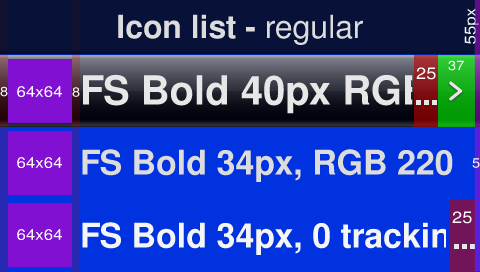 Icon list - regular
55px
8 64x64 8 FS Bold 40px RGB 25 ... 37 >
64x64 FS Bold 34px, RGB 220 5
64x64 FS Bold 34px, 0 trackin 25 ...